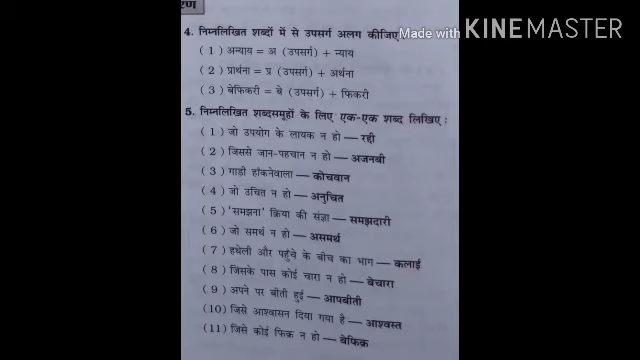 रण
4. निम्नलिखित शब्दों में से उपसर्ग अलग कीजिए
Made with KINEMASTER
( 1 ) अन्याय = अ (उपसर्ग) + न्याय
( 2 ) प्रार्थना = प्र (उपसर्ग) + अर्थना
( 3 ) बेफिकरी = बे (उपसर्ग) + फिकरी
5. निम्नलिखित शब्दसमूहों के लिए एक-एक शब्द लिखिए :
( 1 ) जो उपयोग के लायक न हो — रद्दी
( 2 ) जिससे जान-पहचान न हो — अजनबी
( 3 ) गाड़ी हांकनेवाला — कोचवान
( 4 ) जो उचित न हो — अनुचित
( 5 ) 'समझना' क्रिया की संज्ञा — समझदारी
( 6 ) जो समर्थ न हो — असमर्थ
( 7 ) हथेली और पहुँचे के बीच का भाग — कलाई
( 8 ) जिसके पास कोई चारा न हो — बेचारा
( 9 ) अपने पर बीती हुई — आपबीती
(10) जिसे आश्वासन दिया गया है — आश्वस्त
(11) जिसे कोई फिक्र न हो — बेफिक्र